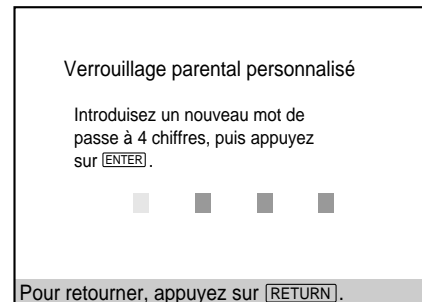 Verrouillage parental personnalisé
Introduisez un nouveau mot de
passe à 4 chiffres, puis appuyez
sur ENTER.
Pour retourner, appuyez sur RETURN.